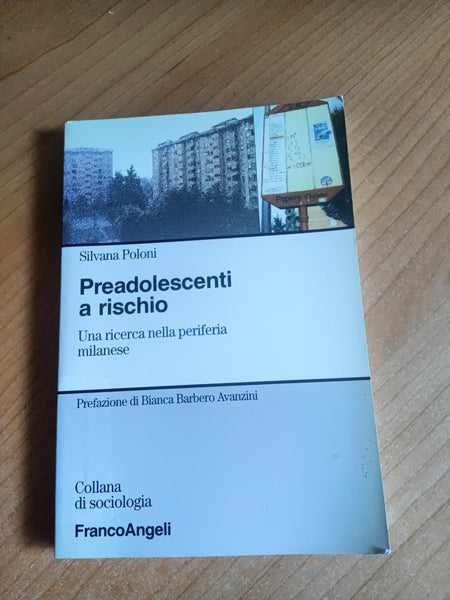 Silvana Poloni
Preadolescenti
a rischio
Una ricerca nella periferia
milanese
Prefazione di Bianca Barbero Avanzini
Collana
di sociologia
FrancoAngeli